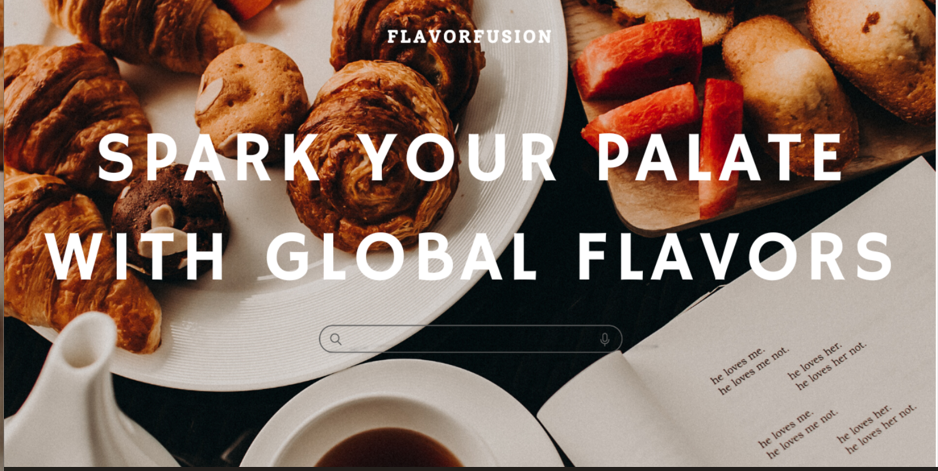 FLAVORFUSION
SPARK YOUR PALATE
WITH GLOBAL FLAVORS
he loves me.
he loves me not.
he loves her.
he loves her not.
he loves me.
he loves me not.
he loves her.
he loves her not.